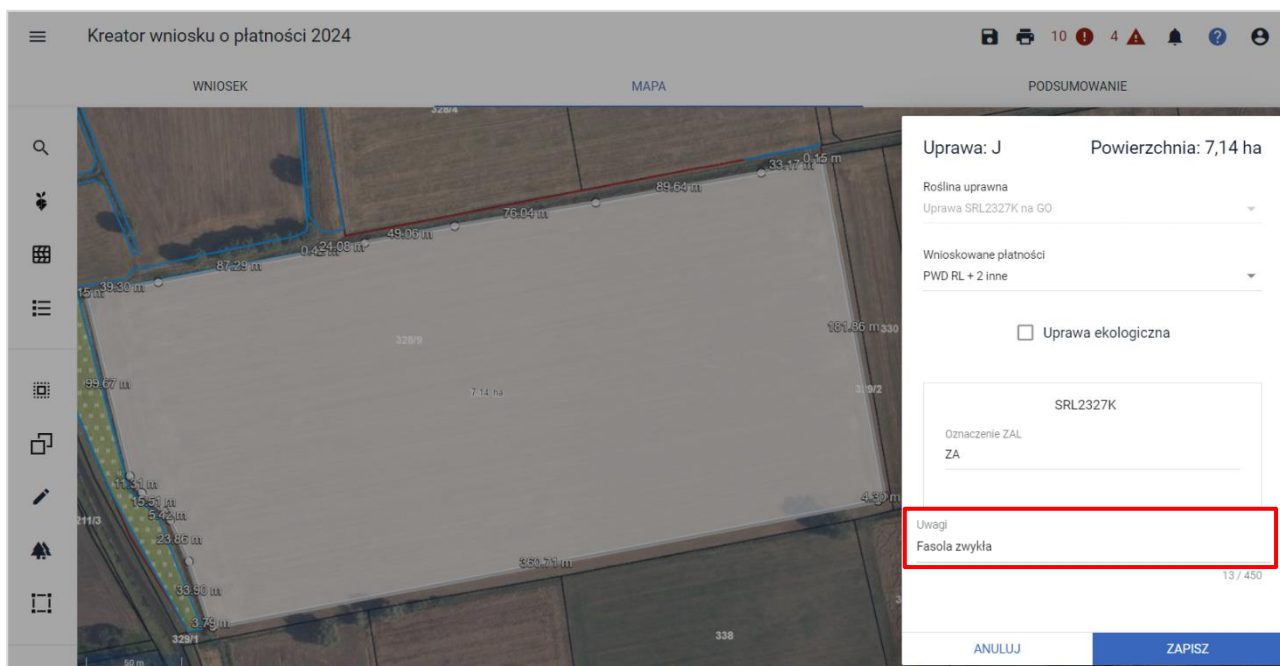 Kreator wniosku o płatności 2024
10 4
WNIOSEK MAPA PODSUMOWANIE
328/4
Uprawa: J Powierzchnia: 7,14 ha
Roślina uprawna
Uprawa SRL2327K na GO
Wnioskowane płatności
PWD RL + 2 inne
Uprawa ekologiczna
SRL2327K
Oznaczenie ZAL
ZA
Uwagi
Fasola zwykła
13 / 450
ANULUJ ZAPISZ
0.15 m
33.17 m
89.64 m
76.04 m
49.06 m
24.08 m
87.29 m
39.30 m
181.86 m
330
328/9
7.14 ha
329/2
99.67 m
11.31 m
15.51 m
5.42 m
211/3
23.86 m
4.30 m
360.71 m
33.90 m
3.79 m
329/1
338
50 m